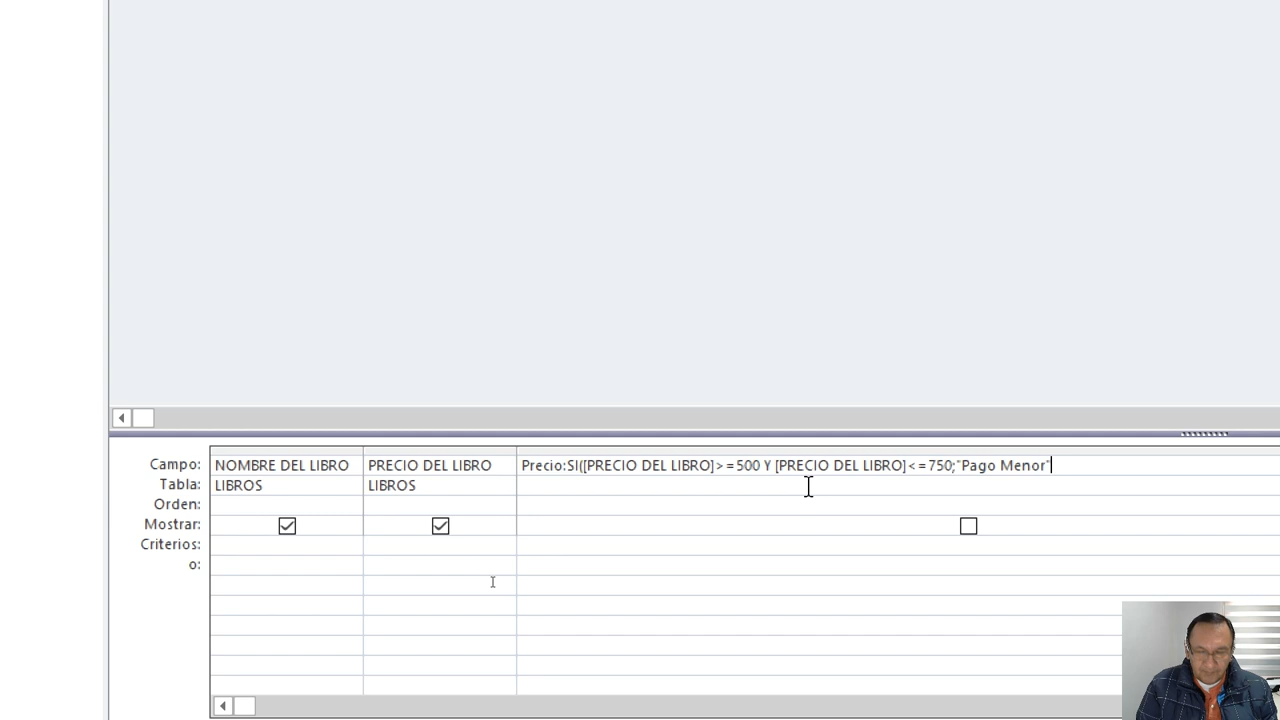 Campo: NOMBRE DEL LIBRO PRECIO DEL LIBRO Precio:SI([PRECIO DEL LIBRO]>=500 Y [PRECIO DEL LIBRO]<=750;"Pago Menor"
Tabla: LIBROS LIBROS
Orden:
Mostrar:
Criterios:
o: